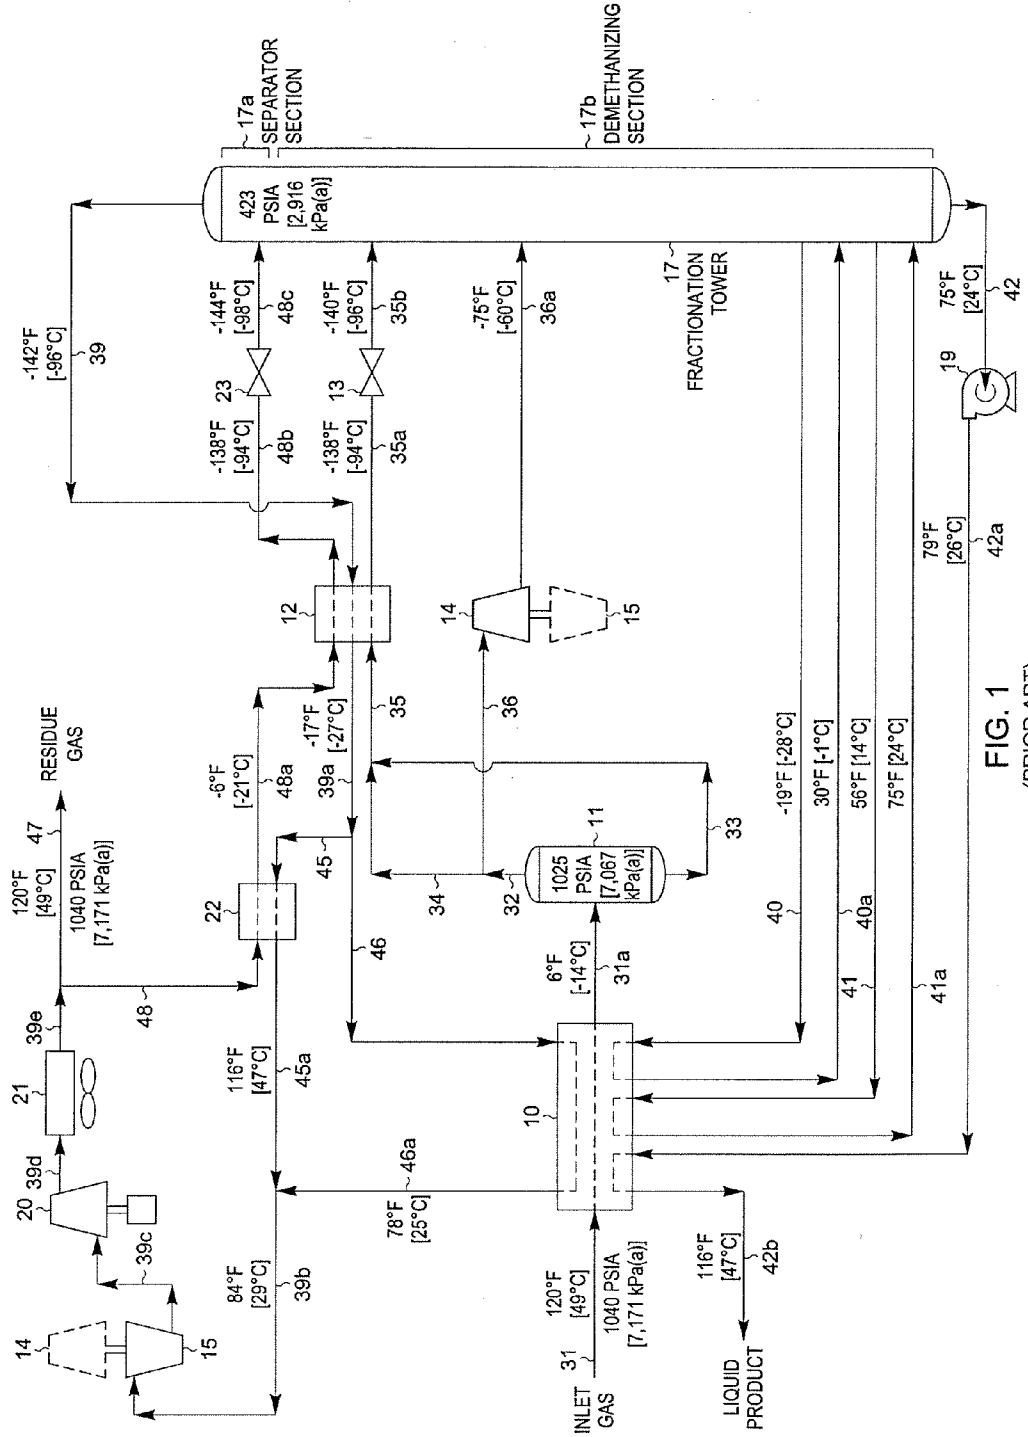 120°F
[49°C]
47
RESIDUE
GAS
1040 PSIA
[7,171 kPa(a)]
39e
21
39d
20
39c
14
15
48
22
-6°F
[-21°C]
48a
116°F
[47°C]
45a
45
46
-17°F
[-27°C]
39a
12
-142°F
[-96°C]
39
-138°F
[-94°C]
48b
23
-144°F
[-98°C]
48c
-138°F
[-94°C]
35a
13
-140°F
[-96°C]
35b
423
PSIA
[2,916
kPa(a)]
17a
SEPARATOR
SECTION
17b
DEMETHANIZING
SECTION
35
36
14
15
-75°F
[-60°C]
36a
17
FRACTIONATION
TOWER
84°F
[29°C]
39b
46a
78°F
[25°C]
31
INLET
GAS
120°F
[49°C]
1040 PSIA
[7,171 kPa(a)]
10
6°F
[-14°C]
31a
34
32
1025
PSIA
[7,067
kPa(a)]
11
33
-19°F [-28°C]
40
30°F [-1°C]
40a
56°F [14°C]
41
75°F [24°C]
41a
75°F
[24°C]
42
19
79°F
[26°C]
42a
116°F
[47°C]
42b
LIQUID
PRODUCT
FIG. 1
(PRIOR ART)